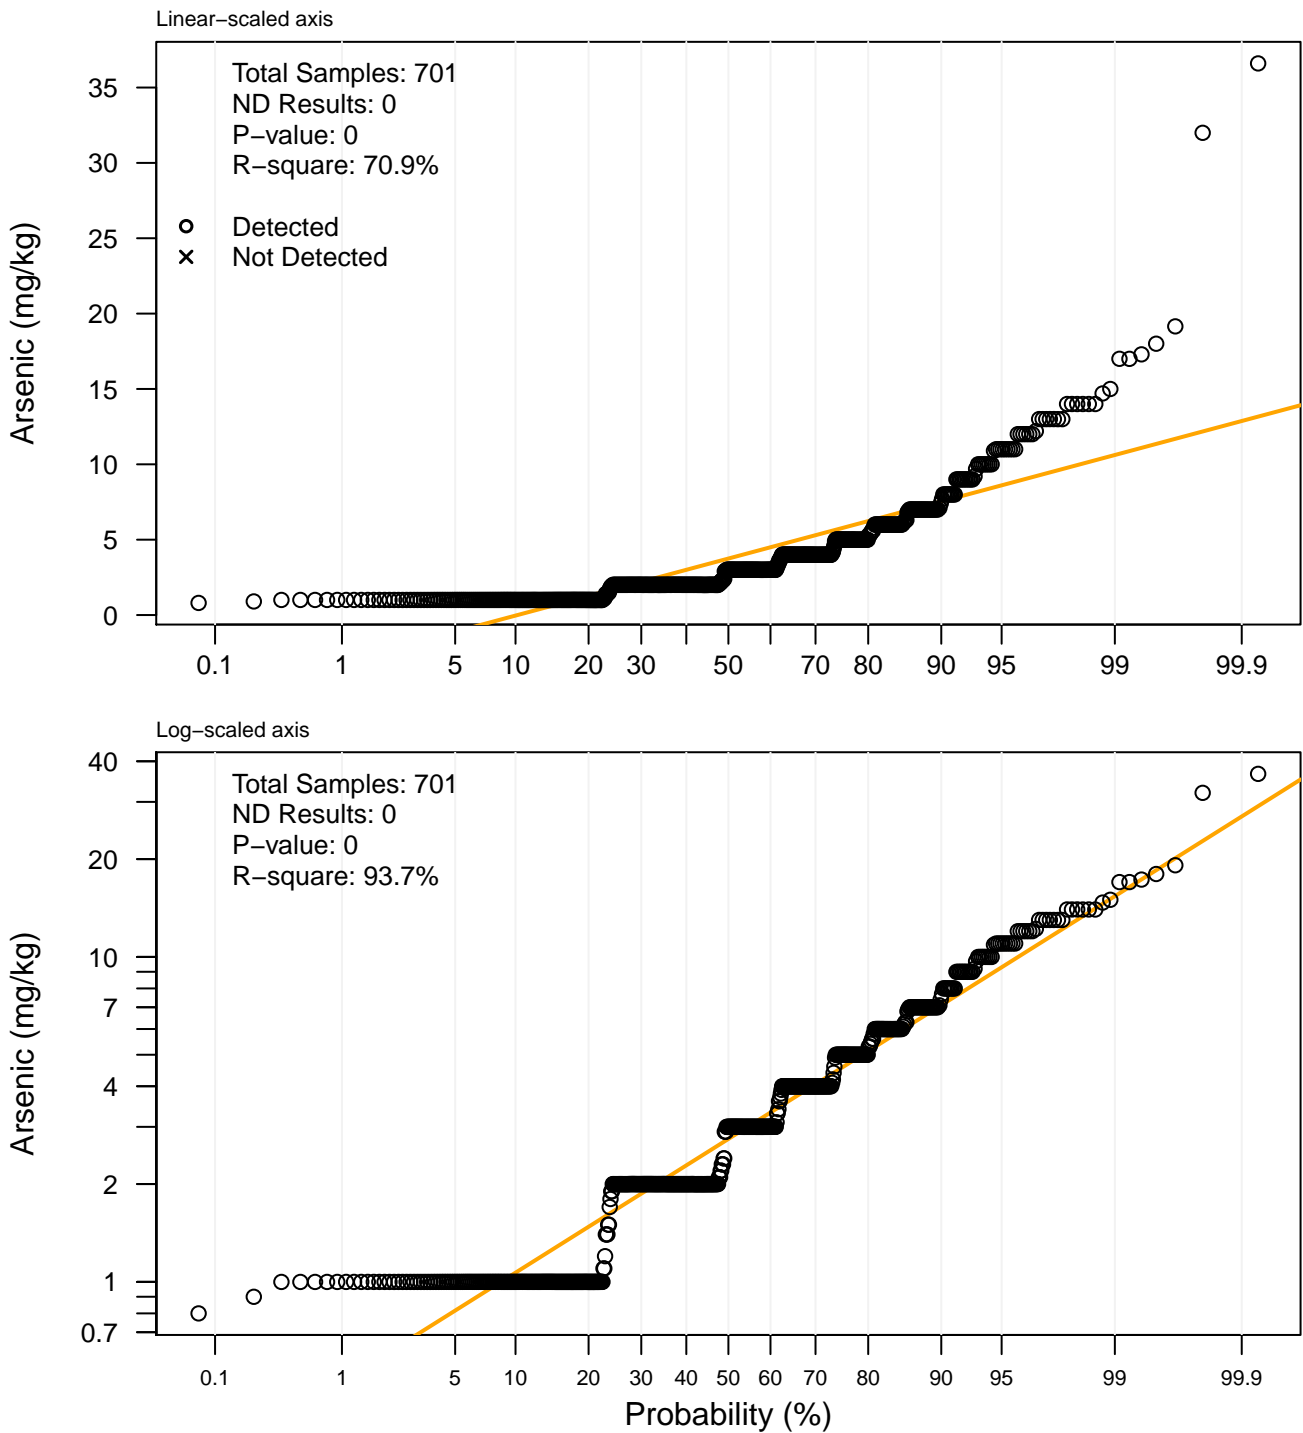 Linear−scaled axis
Total Samples: 701
ND Results: 0
P−value: 0
R−square: 70.9%
Detected
Not Detected
Arsenic (mg/kg)
35
30
25
20
15
10
5
0
0.1 1 5 10 20 30 50 70 80 90 95 99 99.9
Log−scaled axis
Total Samples: 701
ND Results: 0
P−value: 0
R−square: 93.7%
Arsenic (mg/kg)
40
20
10
7
4
2
1
0.7
0.1 1 5 10 20 30 40 50 60 70 80 90 95 99 99.9
Probability (%)